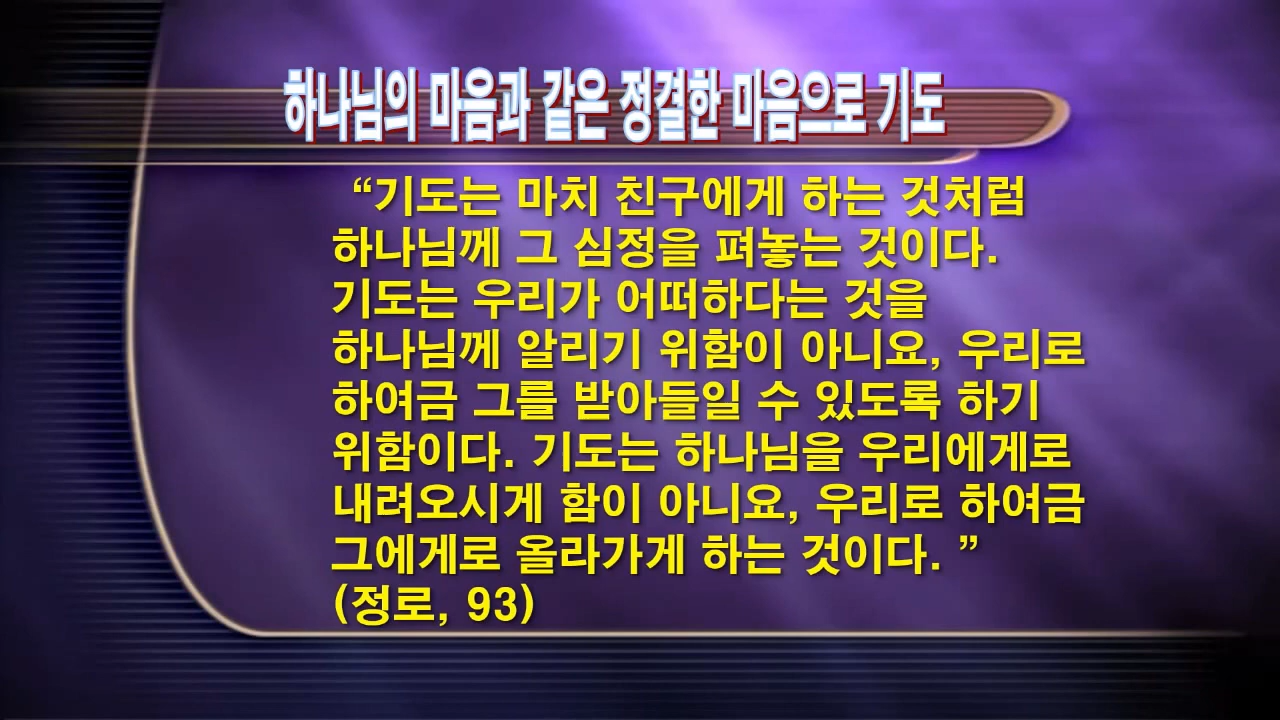 하나님의 마음과 같은 정결한 마음으로 기도
“기도는 마치 친구에게 하는 것처럼
하나님께 그 심정을 펴놓는 것이다.
기도는 우리가 어떠하다는 것을
하나님께 알리기 위함이 아니요, 우리로
하여금 그를 받아들일 수 있도록 하기
위함이다. 기도는 하나님을 우리에게로
내려오시게 함이 아니요, 우리로 하여금
그에게로 올라가게 하는 것이다. ”
(정로, 93)